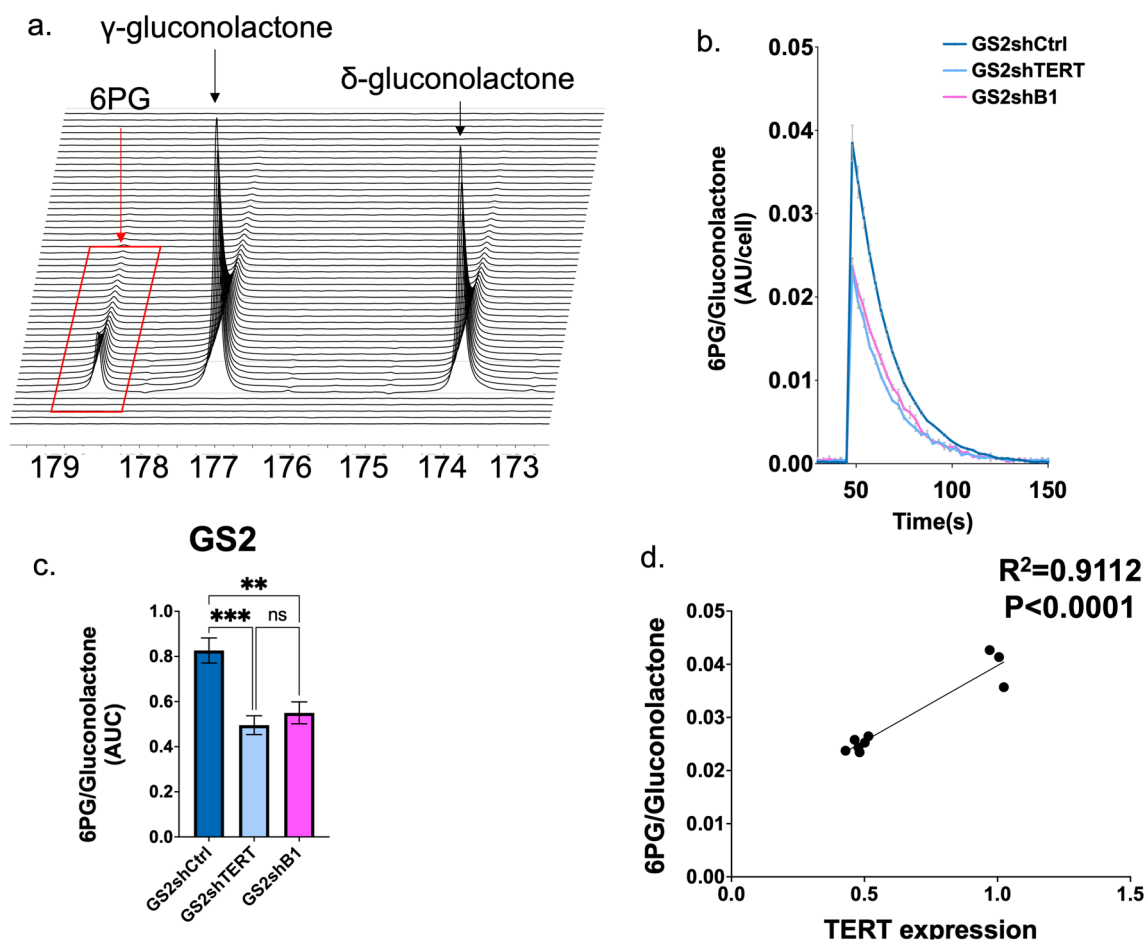 a.
γ-gluconolactone
δ-gluconolactone
6PG
179 178 177 176 175 174 173
b.
GS2shCtrl
GS2shTERT
GS2shB1
0.05
0.04
0.03
0.02
0.01
0.00
6PG/Gluconolactone
(AU/cell)
50 100 150
Time(s)
c.
GS2
** 
*** ns
1.0
0.8
0.6
0.4
0.2
0.0
6PG/Gluconolactone
(AUC)
GS2shCtrl
GS2shTERT
GS2shB1
d.
R²=0.9112
P<0.0001
0.05
0.04
0.03
0.02
0.01
0.00
6PG/Gluconolactone
0.0 0.5 1.0 1.5
TERT expression